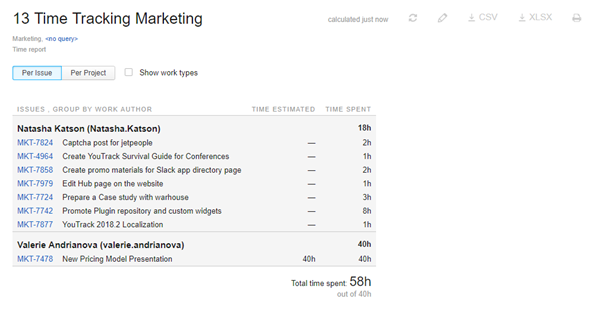 13 Time Tracking Marketing
calculated just now
CSV
XLSX
Marketing, <no query>
Time report
Per Issue Per Project Show work types
ISSUES , GROUP BY WORK AUTHOR TIME ESTIMATED TIME SPENT
Natasha Katson (Natasha.Katson) 18h
MKT-7824 Captcha post for jetpeople — 2h
MKT-4964 Create YouTrack Survival Guide for Conferences — 1h
MKT-7858 Create promo materials for Slack app directory page — 2h
MKT-7979 Edit Hub page on the website — 1h
MKT-7724 Prepare a Case study with warhouse — 3h
MKT-7742 Promote Plugin repository and custom widgets — 8h
MKT-7877 YouTrack 2018.2 Localization — 1h
Valerie Andrianova (valerie.andrianova) 40h
MKT-7478 New Pricing Model Presentation 40h 40h
Total time spent: 58h
out of 40h